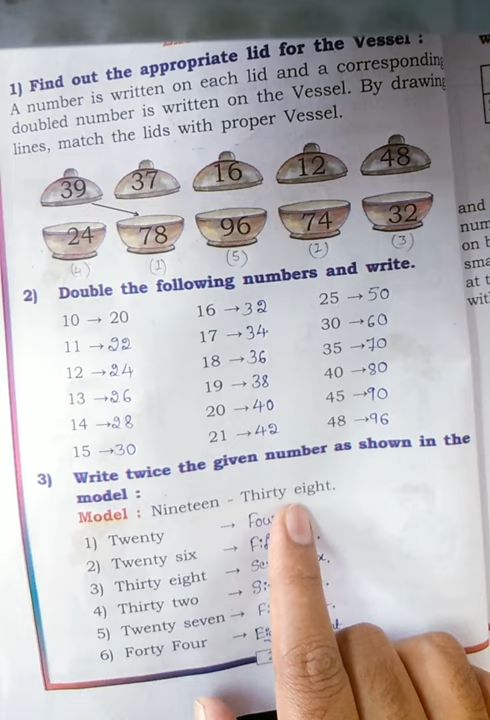 1) Find out the appropriate lid for the Vessel :
A number is written on each lid and a corresponding
doubled number is written on the Vessel. By drawing
lines, match the lids with proper Vessel.
39 37 16 12 48
24 78 96 74 32
(4) (1) (5) (2) (3)
2) Double the following numbers and write.
10 → 20 16 → 32 25 → 50
11 → 22 17 → 34 30 → 60
12 → 24 18 → 36 35 → 70
13 → 26 19 → 38 40 → 80
14 → 28 20 → 40 45 → 90
15 → 30 21 → 42 48 → 96
3) Write twice the given number as shown in the
model :
Model : Nineteen - Thirty eight.
1) Twenty →
2) Twenty six →
3) Thirty eight →
4) Thirty two →
5) Twenty seven →
6) Forty Four →
and
num
on
sma
at t
wit